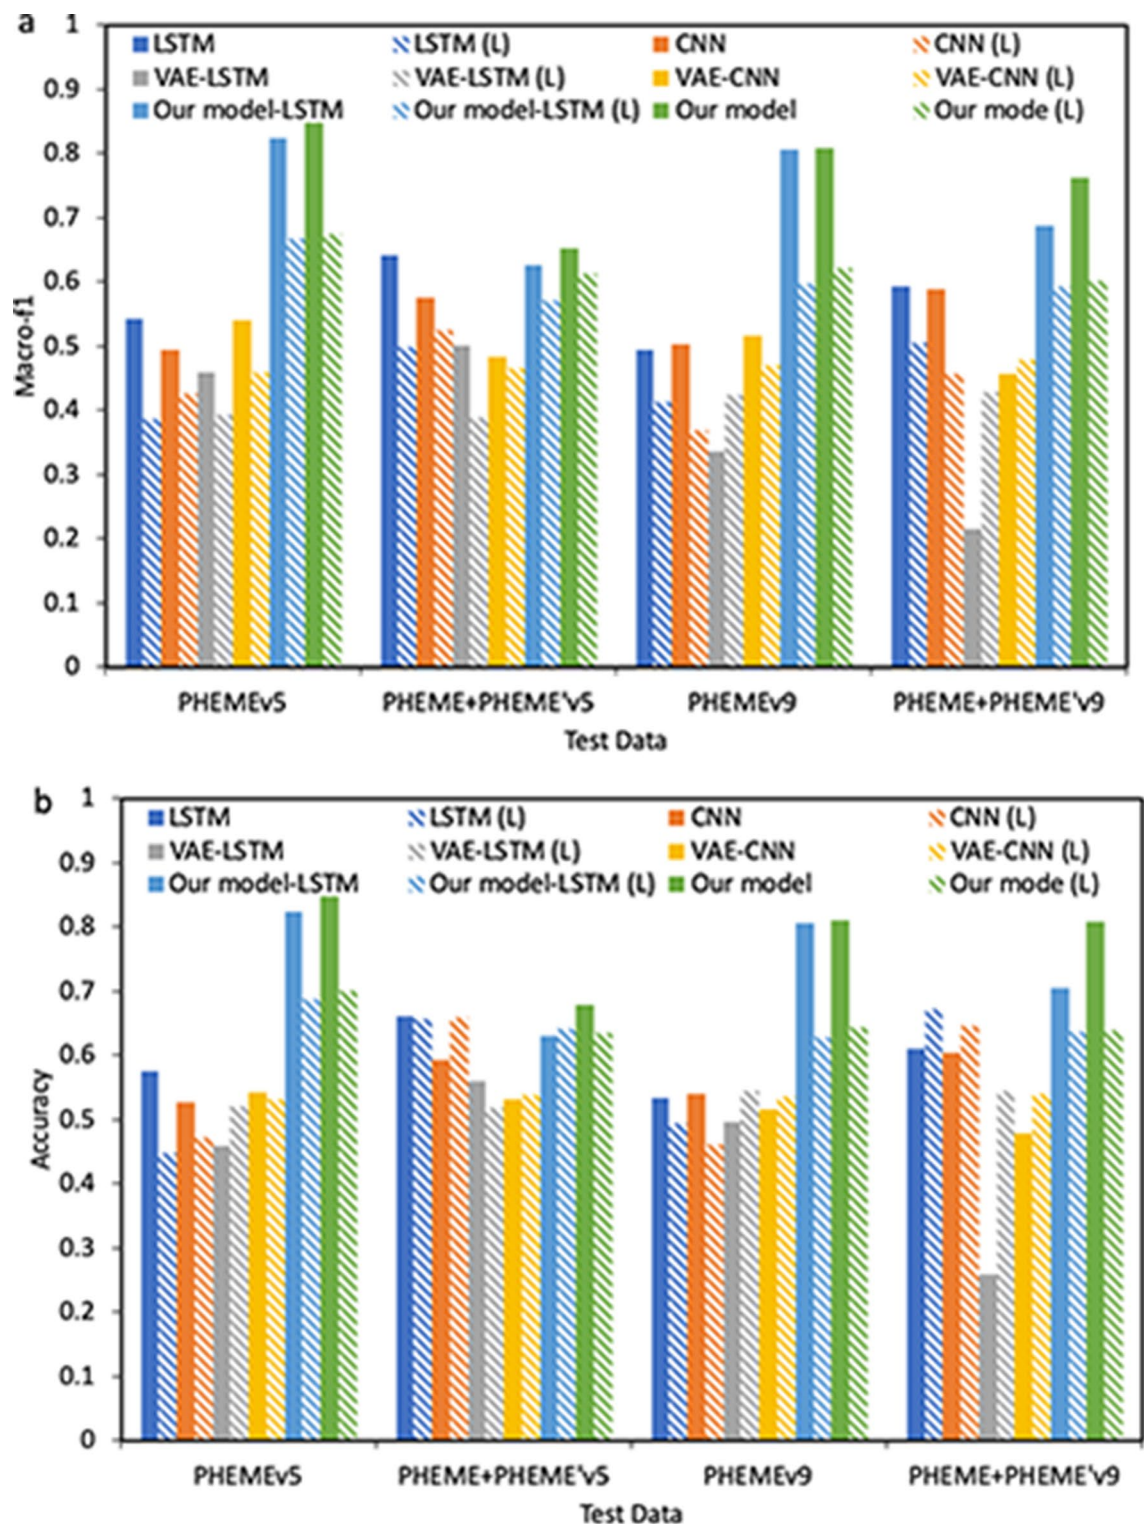 a
1
LSTM LSTM (L) CNN CNN (L)
0.9
VAE-LSTM VAE-LSTM (L) VAE-CNN VAE-CNN (L)
Our model-LSTM Our model-LSTM (L) Our model Our mode (L)
0.8
0.7
0.6
0.5
0.4
0.3
0.2
0.1
0
Macro-f1
PHEMEv5 PHEME+PHEME'v5 PHEMEv9 PHEME+PHEME'v9
Test Data
b
1
LSTM LSTM (L) CNN CNN (L)
0.9
VAE-LSTM VAE-LSTM (L) VAE-CNN VAE-CNN (L)
Our model-LSTM Our model-LSTM (L) Our model Our mode (L)
0.8
0.7
0.6
0.5
0.4
0.3
0.2
0.1
0
Accuracy
PHEMEv5 PHEME+PHEME'v5 PHEMEv9 PHEME+PHEME'v9
Test Data